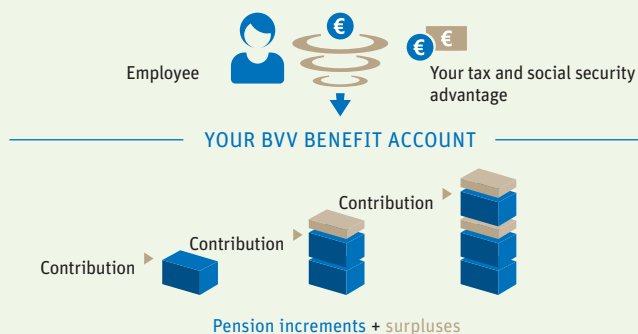 €
€
€
Employee
Your tax and social security
advantage
YOUR BVV BENEFIT ACCOUNT
Contribution
Contribution
Contribution
Pension increments + surpluses